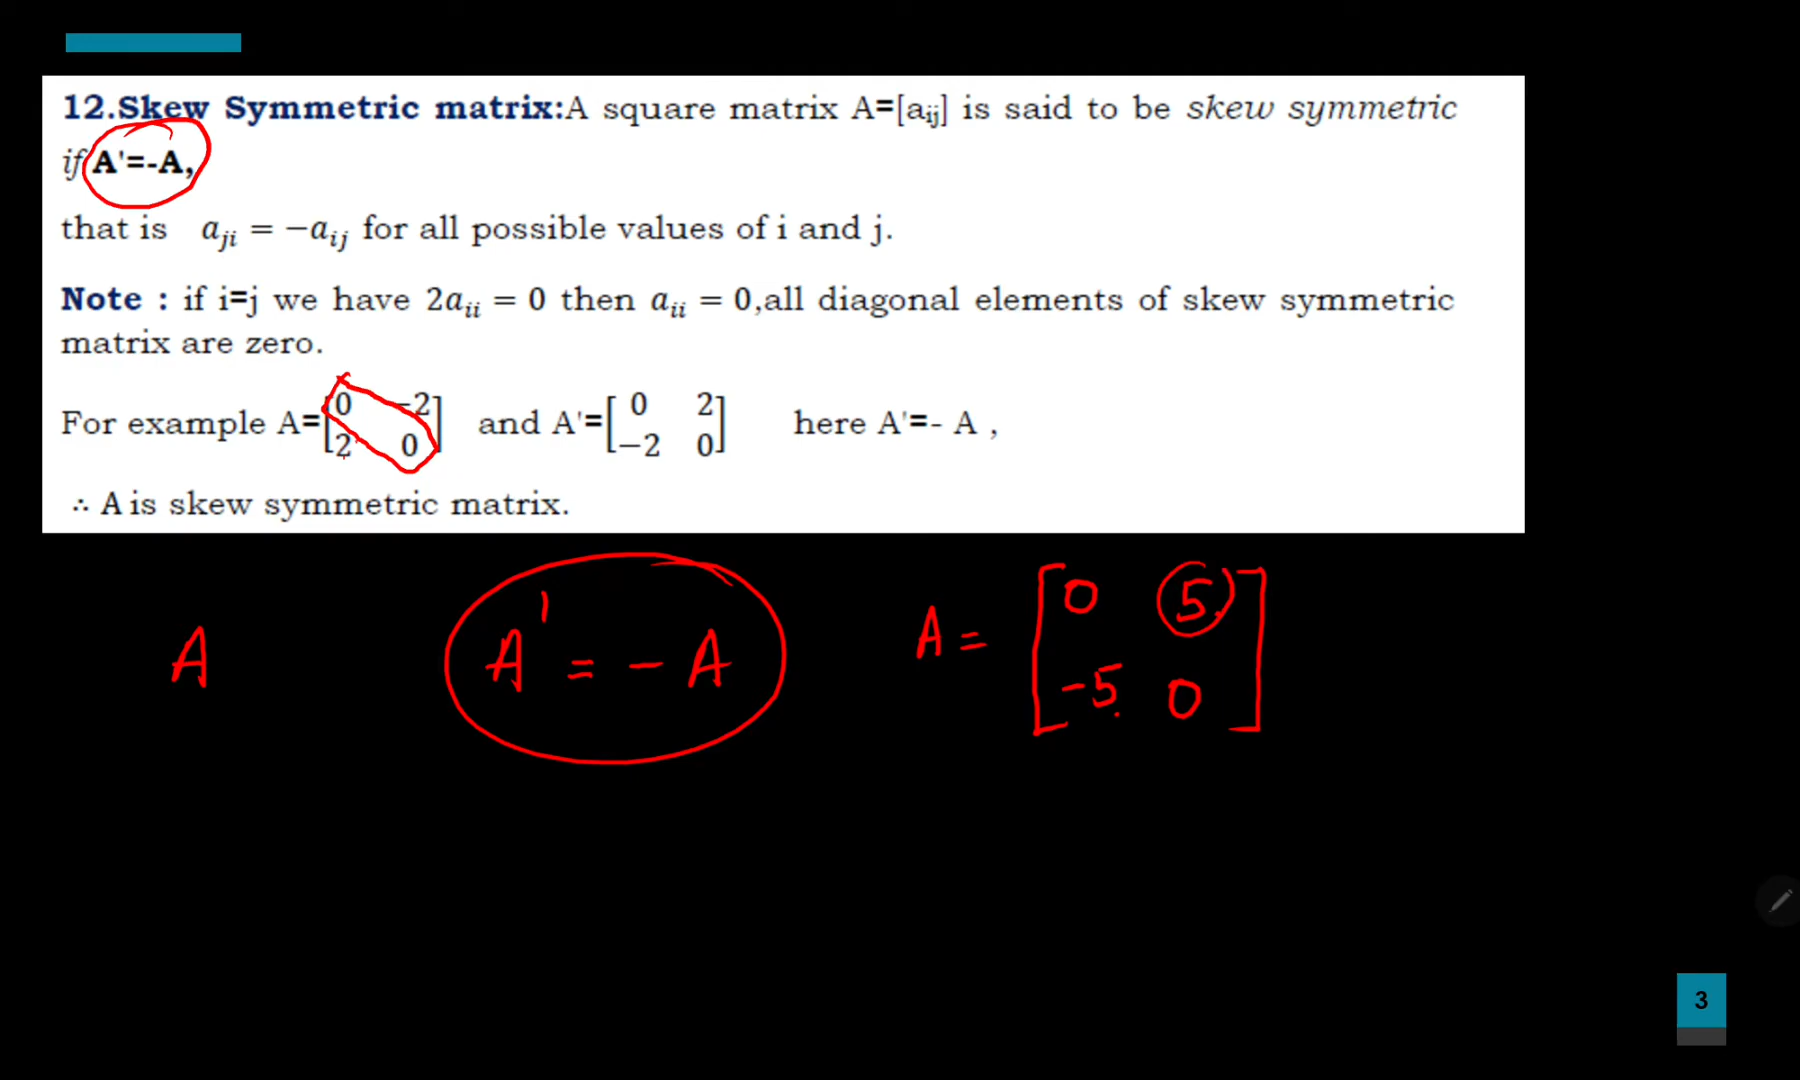 12.Skew Symmetric matrix:A square matrix A=[aᵢⱼ] is said to be skew symmetric
if A'=-A,
that is aⱼᵢ = −aᵢⱼ for all possible values of i and j.
Note : if i=j we have 2aᵢᵢ = 0 then aᵢᵢ = 0,all diagonal elements of skew symmetric
matrix are zero.
For example A=[0 −2; 2 0] and A'=[0 2; −2 0] here A'=- A ,
∴ A is skew symmetric matrix.
A A' = − A A = [0 5; -5 0]
3